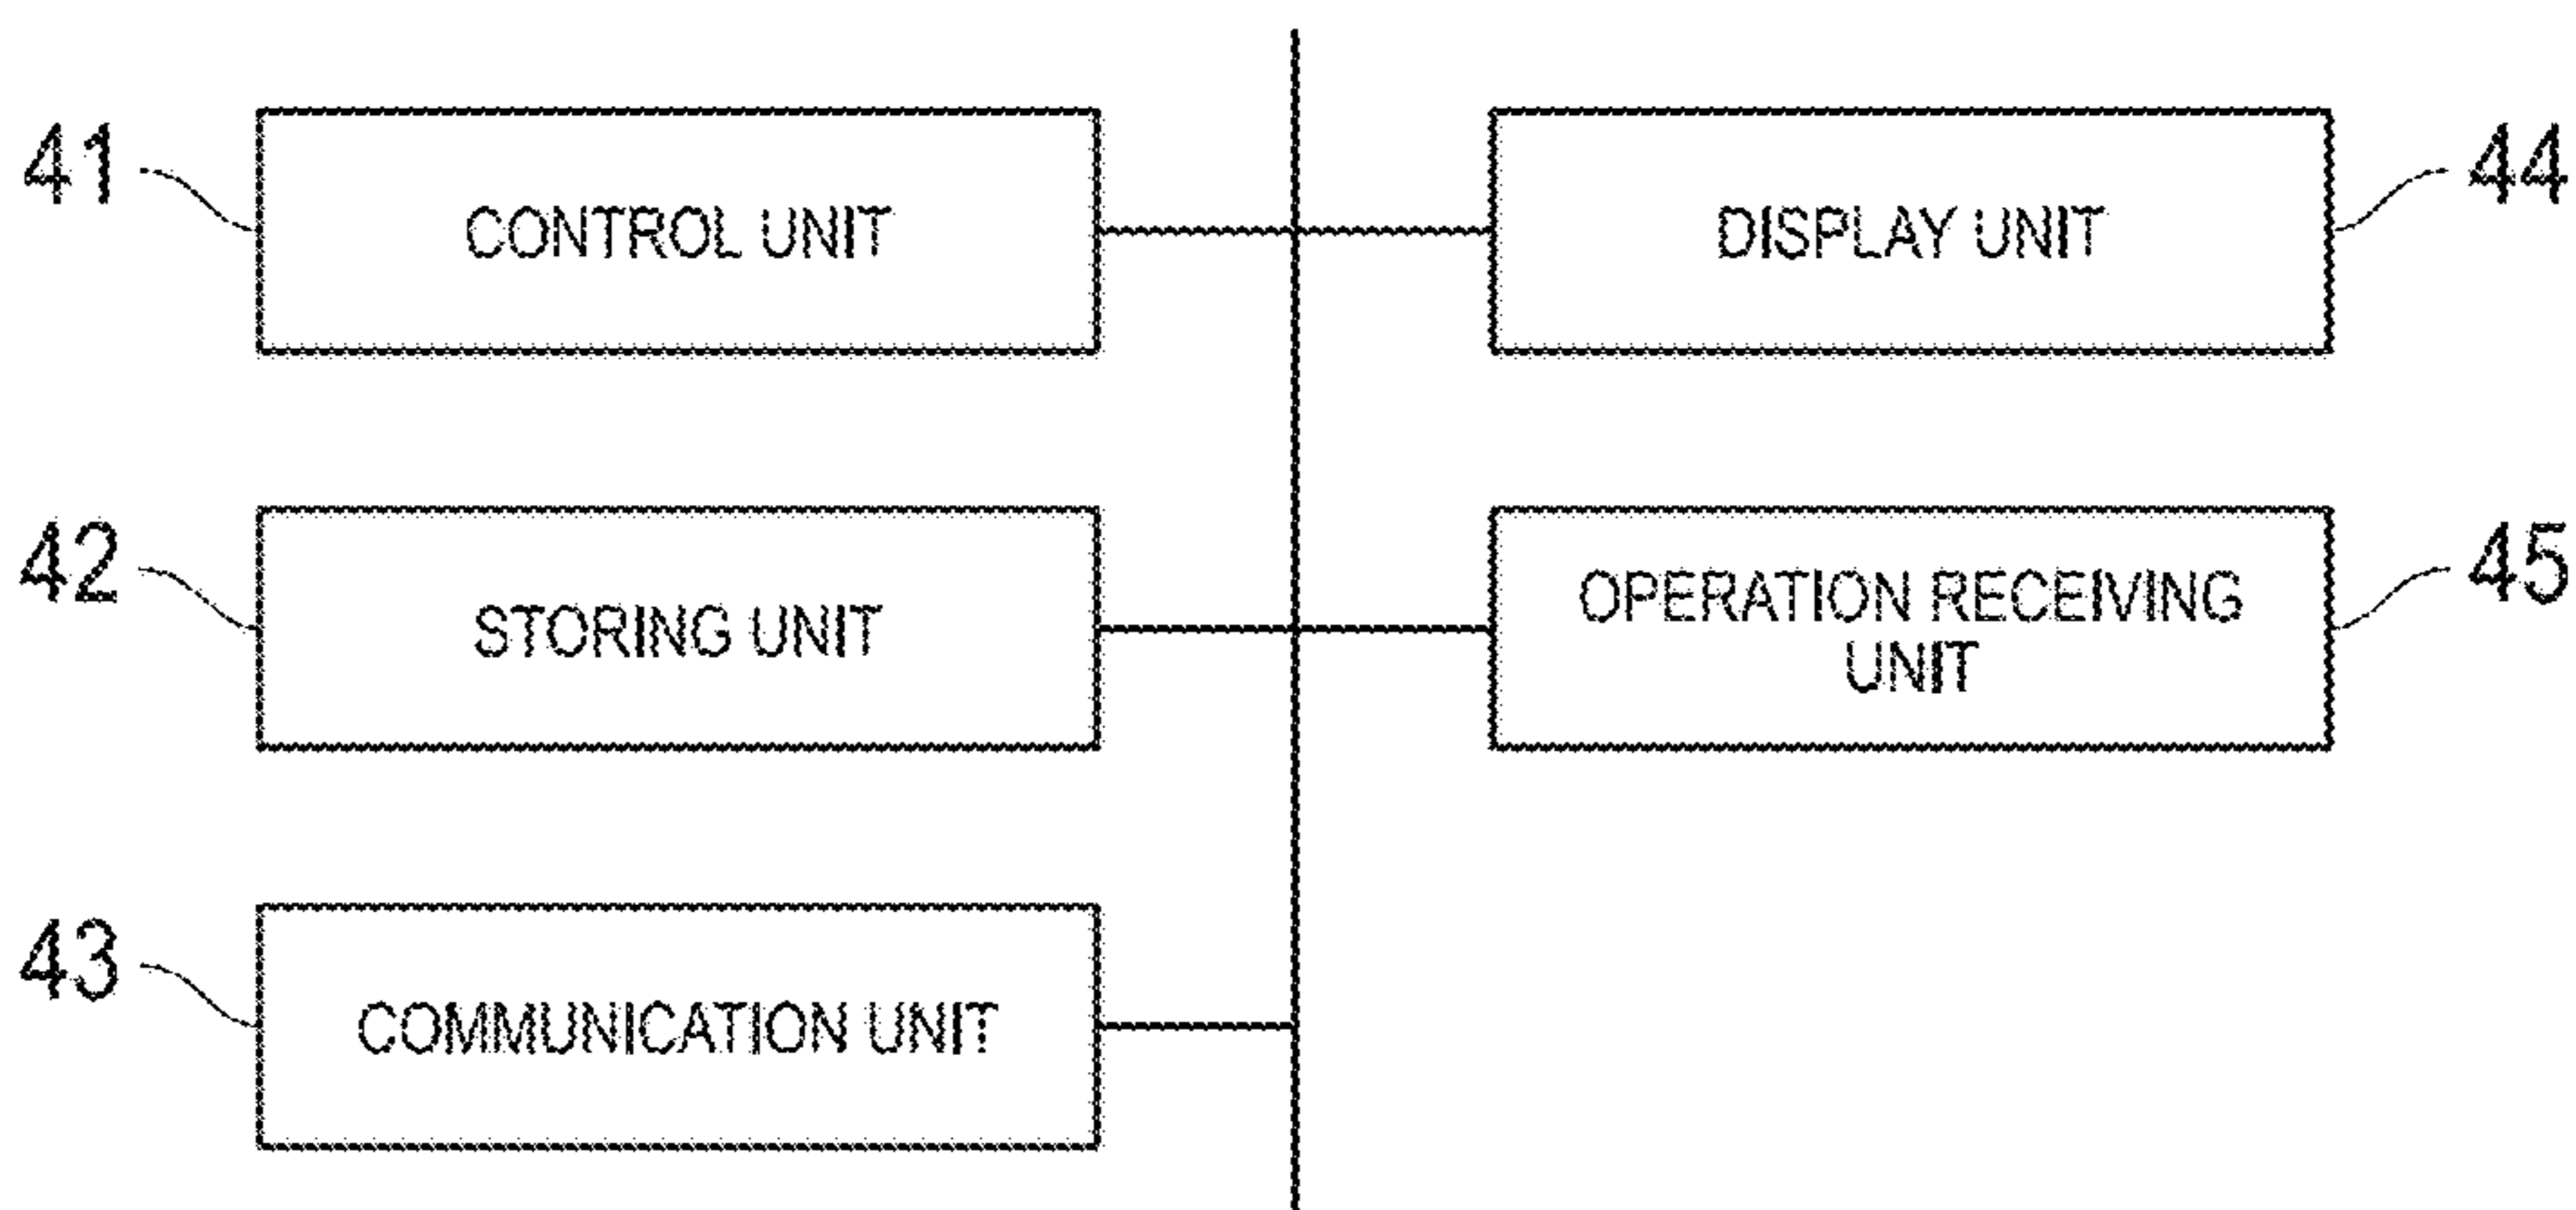 41
CONTROL UNIT
44
DISPLAY UNIT
42
STORING UNIT
45
OPERATION RECEIVING
UNIT
43
COMMUNICATION UNIT